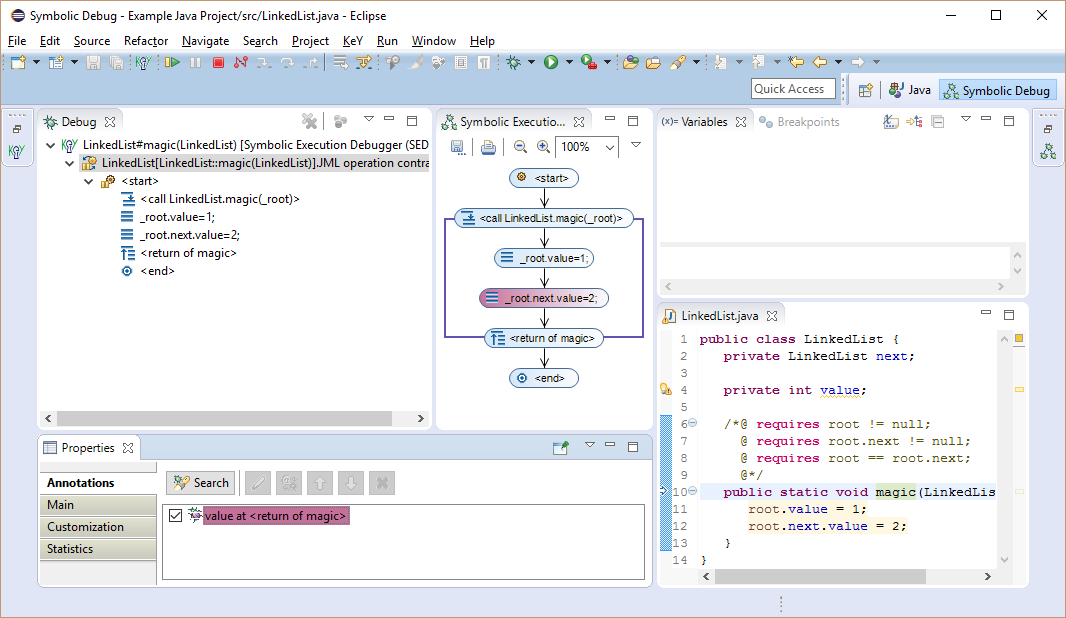 Symbolic Debug - Example Java Project/src/LinkedList.java - Eclipse
File Edit Source Refactor Navigate Search Project KeY Run Window Help
Quick Access
Java
Symbolic Debug
Debug
LinkedList#magic(LinkedList) [Symbolic Execution Debugger (SED
LinkedList[LinkedList::magic(LinkedList)]JML operation contra
<start>
<call LinkedList.magic(_root)>
_root.value=1;
_root.next.value=2;
<return of magic>
<end>
Symbolic Executio...
100%
<start>
<call LinkedList.magic(_root)>
_root.value=1;
_root.next.value=2;
<return of magic>
<end>
(x)= Variables
Breakpoints
LinkedList.java
1 public class LinkedList {
2 private LinkedList next;
3
4 private int value;
5
6 /*@ requires root != null;
7 @ requires root.next != null;
8 @ requires root == root.next;
9 @*/
10 public static void magic(LinkedLis
11 root.value = 1;
12 root.next.value = 2;
13 }
14 }
Properties
Annotations
Main
Customization
Statistics
Search
value at <return of magic>